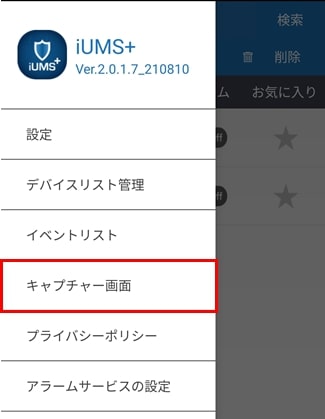 iUMS+
iUMS+
Ver.2.0.1.7_210810
検索
削除
ム
お気に入り
設定
デバイスリスト管理
イベントリスト
キャプチャー画面
プライバシーポリシー
アラームサービスの設定